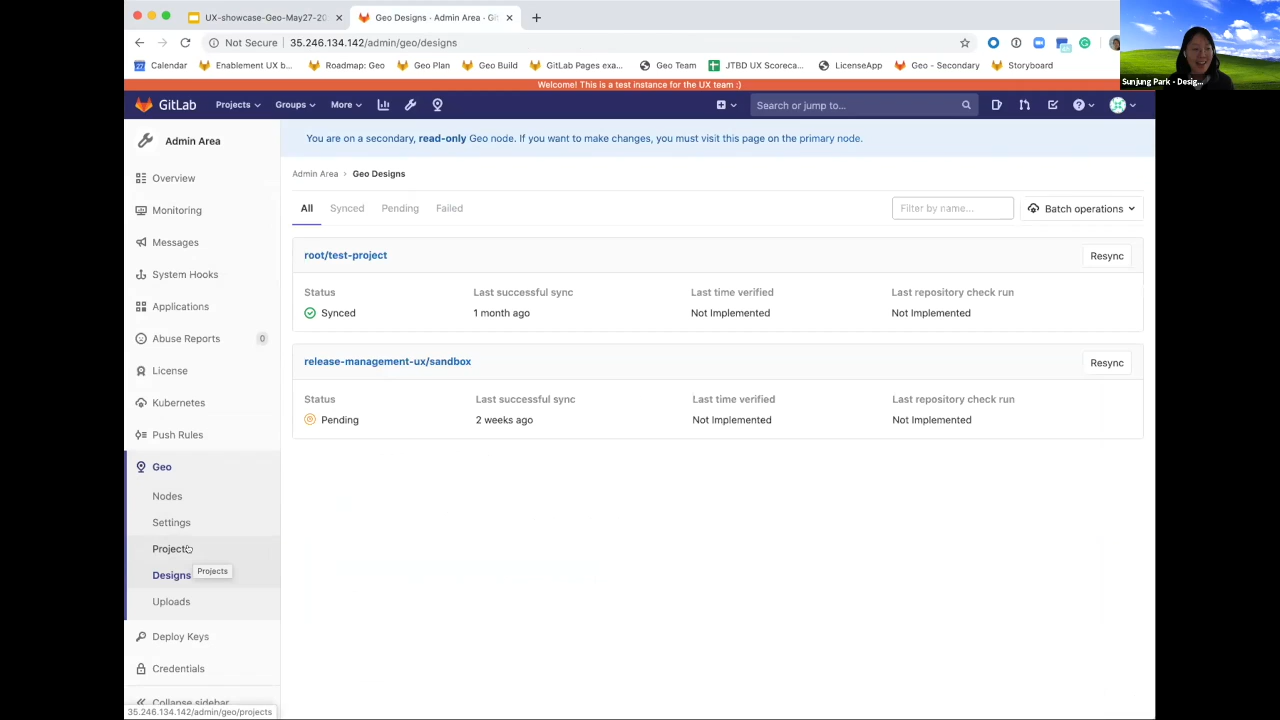 UX-showcase-Geo-May27-20
Geo Designs · Admin Area · Git
Not Secure
35.246.134.142/admin/geo/designs
Calendar
Enablement UX b...
Roadmap: Geo
Geo Plan
Geo Build
GitLab Pages exa...
Geo Team
JTBD UX Scoreca...
LicenseApp
Geo - Secondary
Storyboard
Sunjung Park - Desig...
Welcome! This is a test instance for the UX team :)
GitLab
Projects
Groups
More
Search or jump to...
Admin Area
Overview
Monitoring
Messages
System Hooks
Applications
Abuse Reports
0
License
Kubernetes
Push Rules
Geo
Nodes
Settings
Projects
Designs
Projects
Uploads
Deploy Keys
Credentials
Collapse sidebar
35.246.134.142/admin/geo/projects
You are on a secondary, read-only Geo node. If you want to make changes, you must visit this page on the primary node.
Admin Area › Geo Designs
All
Synced
Pending
Failed
Filter by name...
Batch operations
root/test-project
Resync
Status
Last successful sync
Last time verified
Last repository check run
Synced
1 month ago
Not Implemented
Not Implemented
release-management-ux/sandbox
Resync
Status
Last successful sync
Last time verified
Last repository check run
Pending
2 weeks ago
Not Implemented
Not Implemented